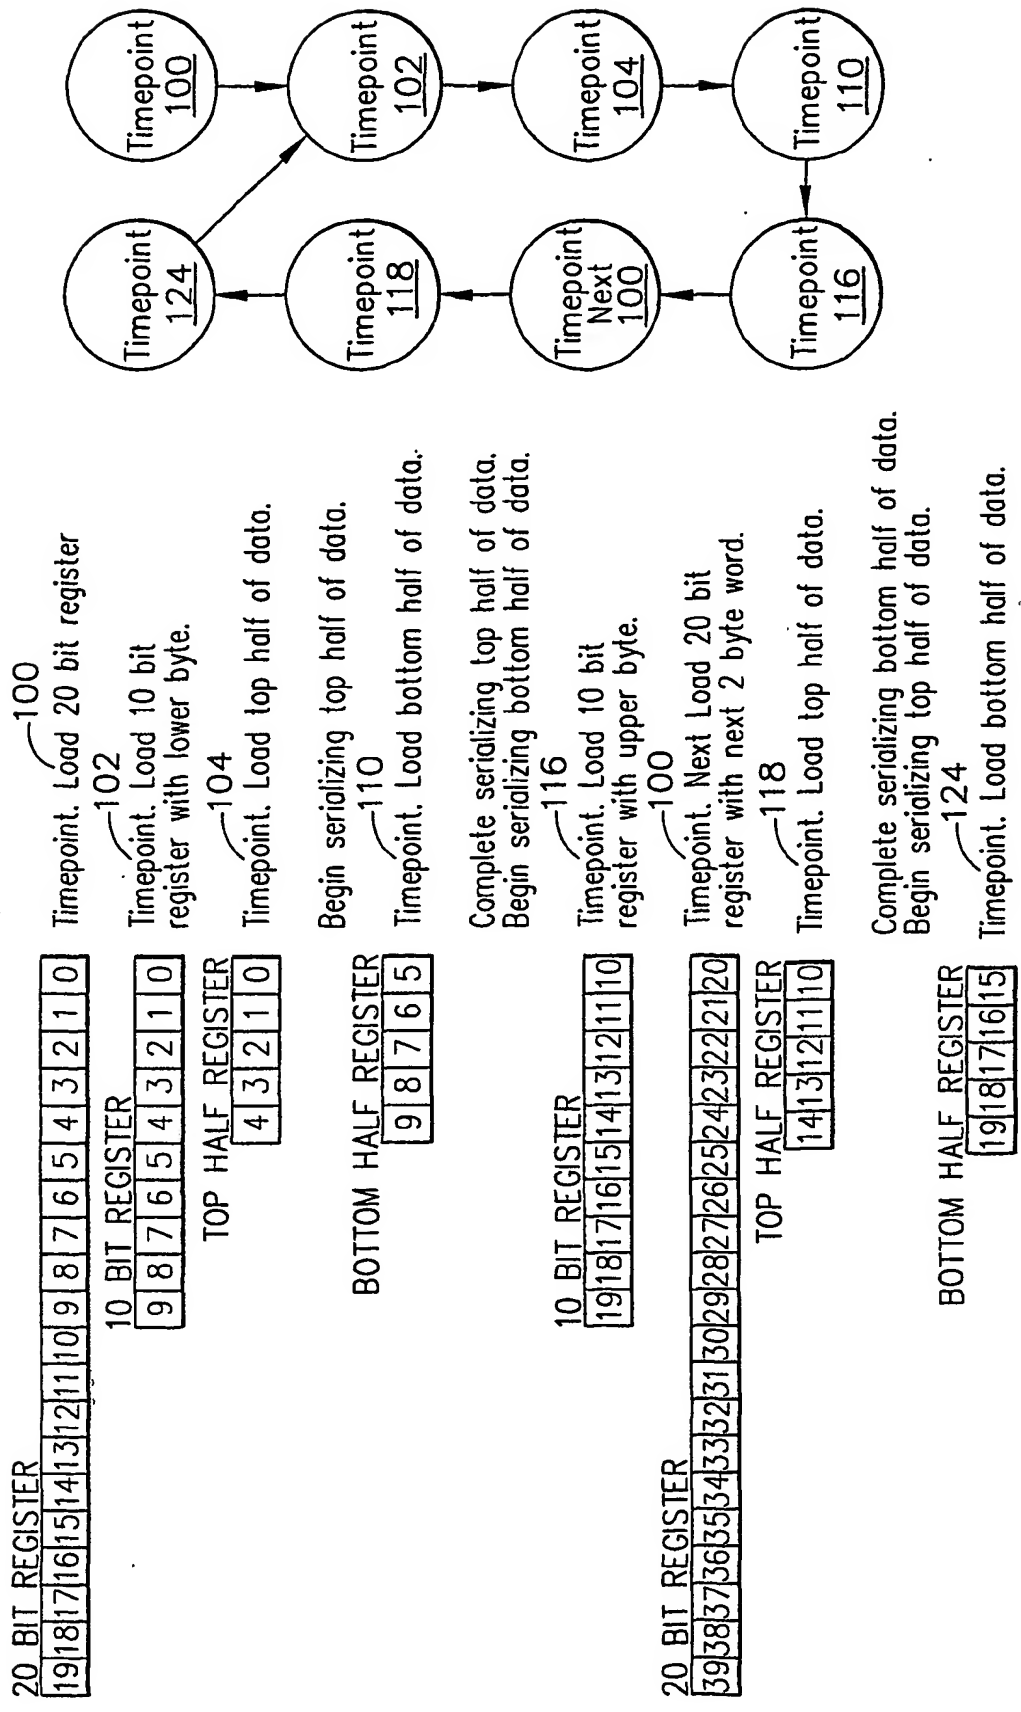 20 BIT REGISTER
19 18 17 16 15 14 13 12 11 10 9 8 7 6 5 4 3 2 1 0
100
Timepoint. Load 20 bit register
10 BIT REGISTER
9 8 7 6 5 4 3 2 1 0
102
Timepoint. Load 10 bit
register with lower byte.
TOP HALF REGISTER
4 3 2 1 0
104
Timepoint. Load top half of data.
Begin serializing top half of data.
BOTTOM HALF REGISTER
9 8 7 6 5
110
Timepoint. Load bottom half of data.
Complete serializing top half of data.
Begin serializing bottom half of data.
10 BIT REGISTER
19 18 17 16 15 14 13 12 11 10
116
Timepoint. Load 10 bit
register with upper byte.
20 BIT REGISTER
39 38 37 36 35 34 33 32 31 30 29 28 27 26 25 24 23 22 21 20
100
Timepoint. Next Load 20 bit
register with next 2 byte word.
TOP HALF REGISTER
14 13 12 11 10
118
Timepoint. Load top half of data.
Complete serializing bottom half of data.
Begin serializing top half of data.
BOTTOM HALF REGISTER
19 18 17 16 15
124
Timepoint. Load bottom half of data.
Timepoint
100
Timepoint
102
Timepoint
104
Timepoint
110
Timepoint
116
Timepoint
Next
100
Timepoint
118
Timepoint
124